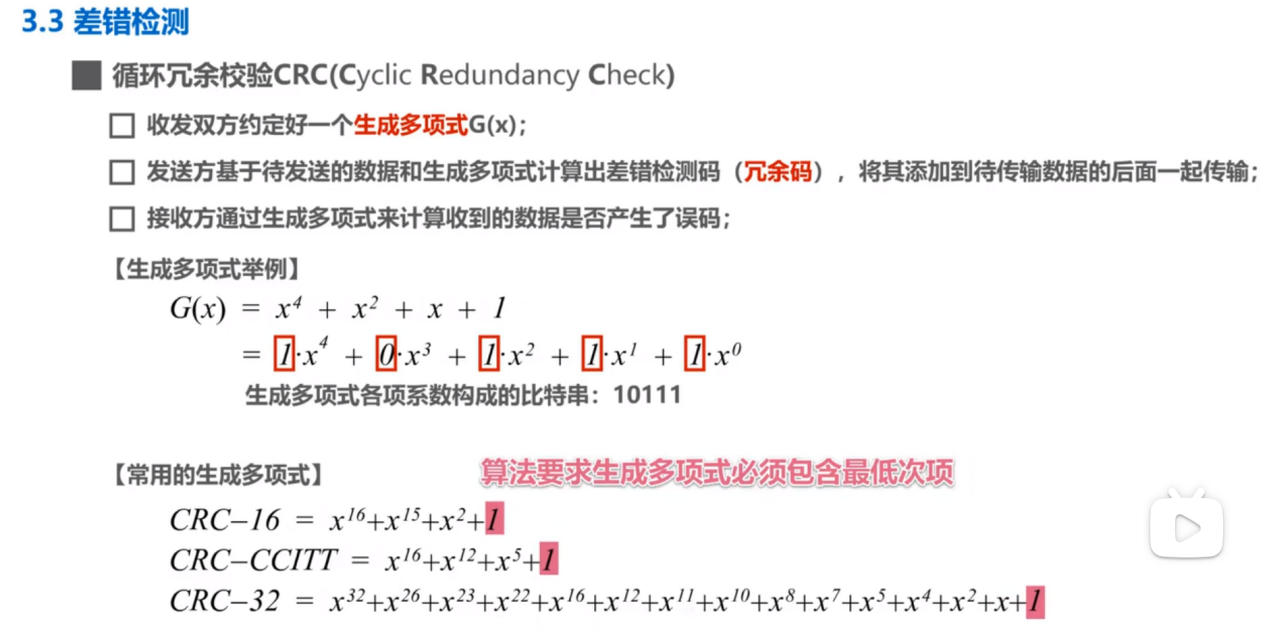 3.3 差错检测
循环冗余校验CRC(Cyclic Redundancy Check)
收发双方约定好一个生成多项式G(x);
发送方基于待发送的数据和生成多项式计算出差错检测码（冗余码），将其添加到待传输数据的后面一起传输;
接收方通过生成多项式来计算收到的数据是否产生了误码;
【生成多项式举例】
G(x) = x⁴ + x² + x + 1
= 1·x⁴ + 0·x³ + 1·x² + 1·x¹ + 1·x⁰
生成多项式各项系数构成的比特串：10111
【常用的生成多项式】
算法要求生成多项式必须包含最低次项
CRC−16 = x¹⁶+x¹⁵+x²+1
CRC−CCITT = x¹⁶+x¹²+x⁵+1
CRC−32 = x³²+x²⁶+x²³+x²²+x¹⁶+x¹²+x¹¹+x¹⁰+x⁸+x⁷+x⁵+x⁴+x²+x+1